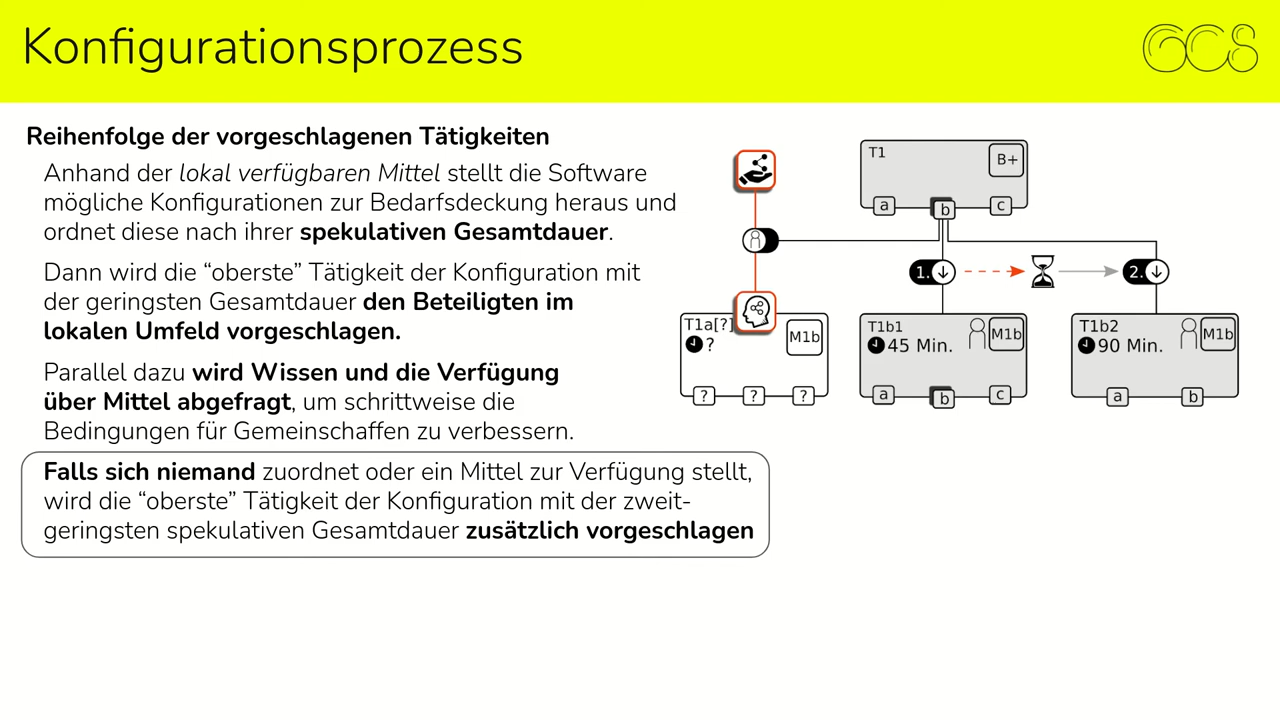 Konfigurationsprozess
GCS
Reihenfolge der vorgeschlagenen Tätigkeiten
Anhand der lokal verfügbaren Mittel stellt die Software
mögliche Konfigurationen zur Bedarfsdeckung heraus und
ordnet diese nach ihrer spekulativen Gesamtdauer.
Dann wird die “oberste” Tätigkeit der Konfiguration mit
der geringsten Gesamtdauer den Beteiligten im
lokalen Umfeld vorgeschlagen.
Parallel dazu wird Wissen und die Verfügung
über Mittel abgefragt, um schrittweise die
Bedingungen für Gemeinschaffen zu verbessern.
Falls sich niemand zuordnet oder ein Mittel zur Verfügung stellt,
wird die “oberste” Tätigkeit der Konfiguration mit der zweit-
geringsten spekulativen Gesamtdauer zusätzlich vorgeschlagen
T1
B+
a
b
c
1.
2.
T1a[?]
?
M1b
?
?
?
T1b1
45 Min.
M1b
a
b
c
T1b2
90 Min.
M1b
a
b